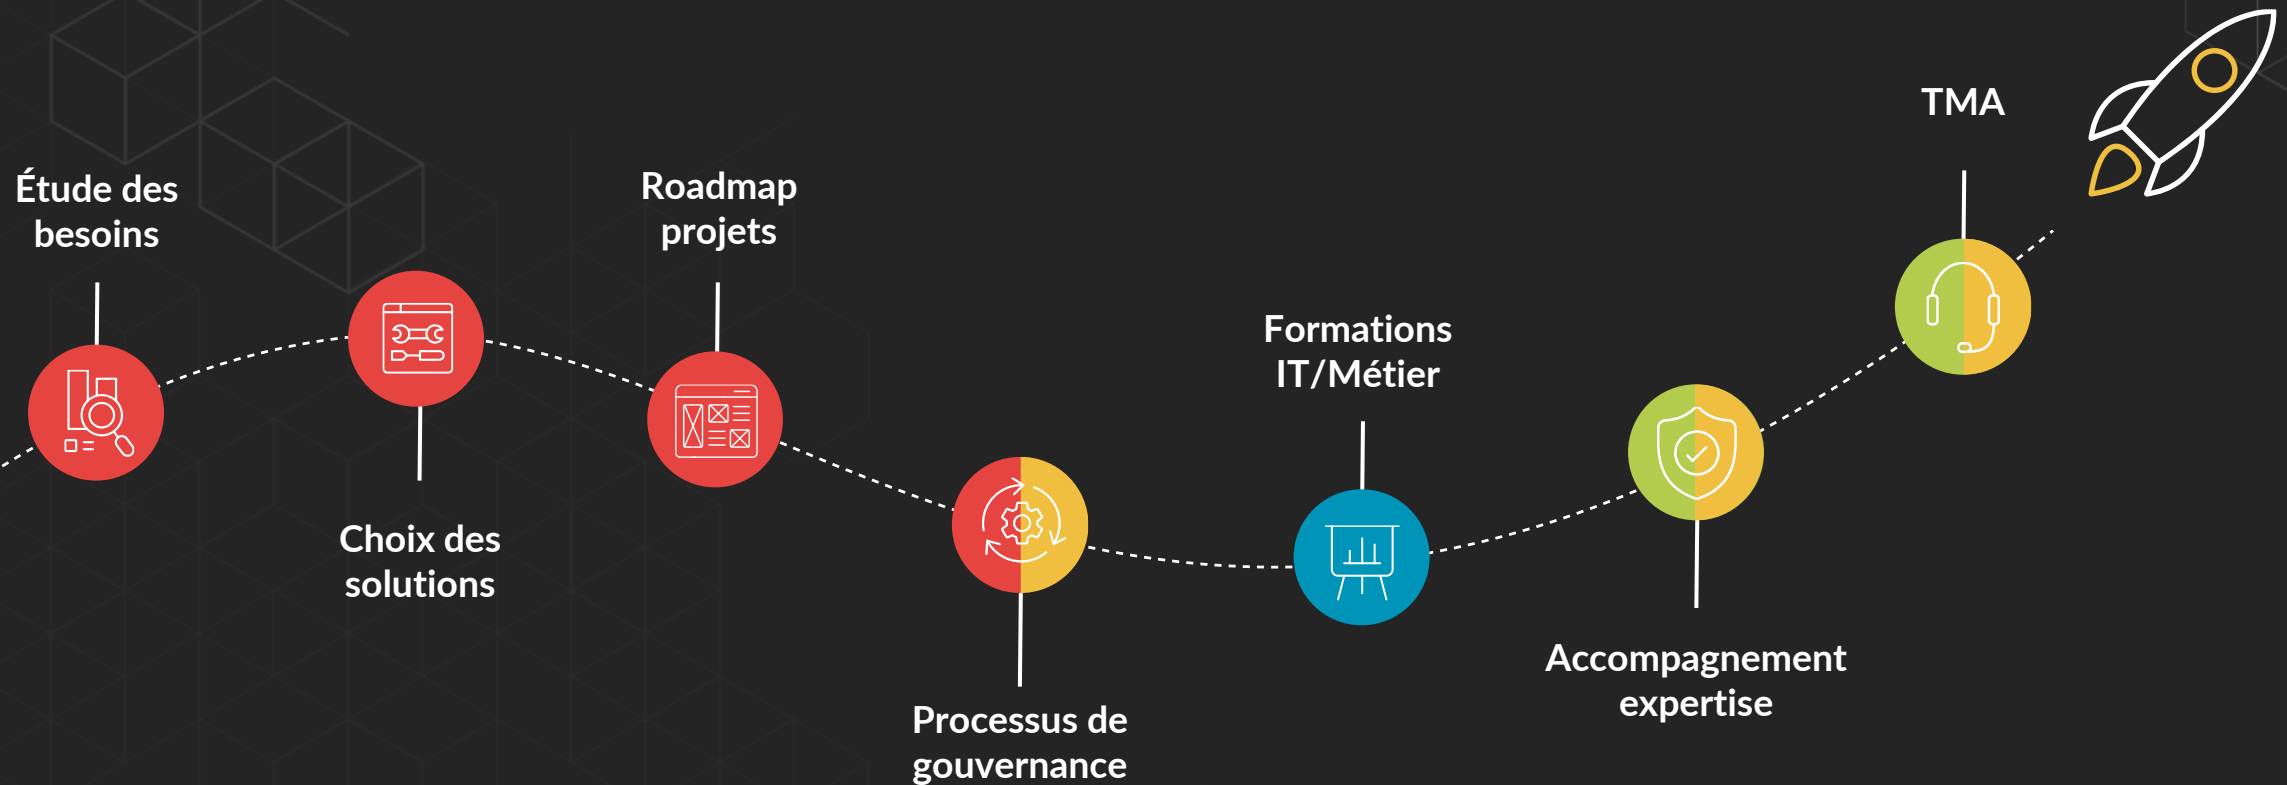 Étude des
besoins
Choix des
solutions
Roadmap
projets
Processus de
gouvernance
Formations
IT/Métier
Accompagnement
expertise
TMA